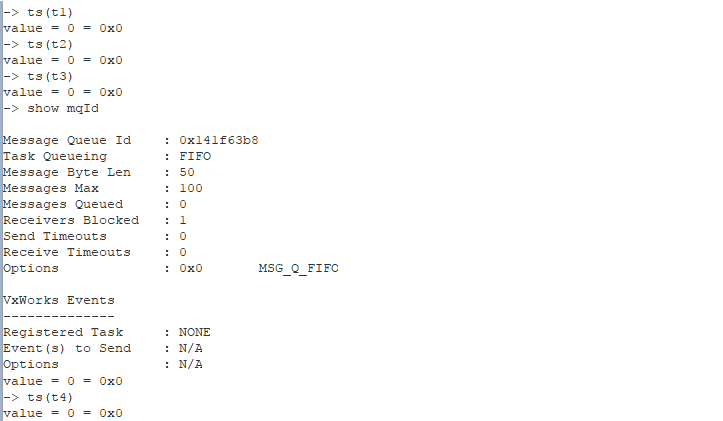 -> ts(t1)
value = 0 = 0x0
-> ts(t2)
value = 0 = 0x0
-> ts(t3)
value = 0 = 0x0
-> show mqId
Message Queue Id    : 0x141f63b8
Task Queueing       : FIFO
Message Byte Len    : 50
Messages Max        : 100
Messages Queued     : 0
Receivers Blocked   : 1
Send Timeouts       : 0
Receive Timeouts    : 0
Options             : 0x0       MSG_Q_FIFO
VxWorks Events
--------------
Registered Task     : NONE
Event(s) to Send    : N/A
Options             : N/A
value = 0 = 0x0
-> ts(t4)
value = 0 = 0x0